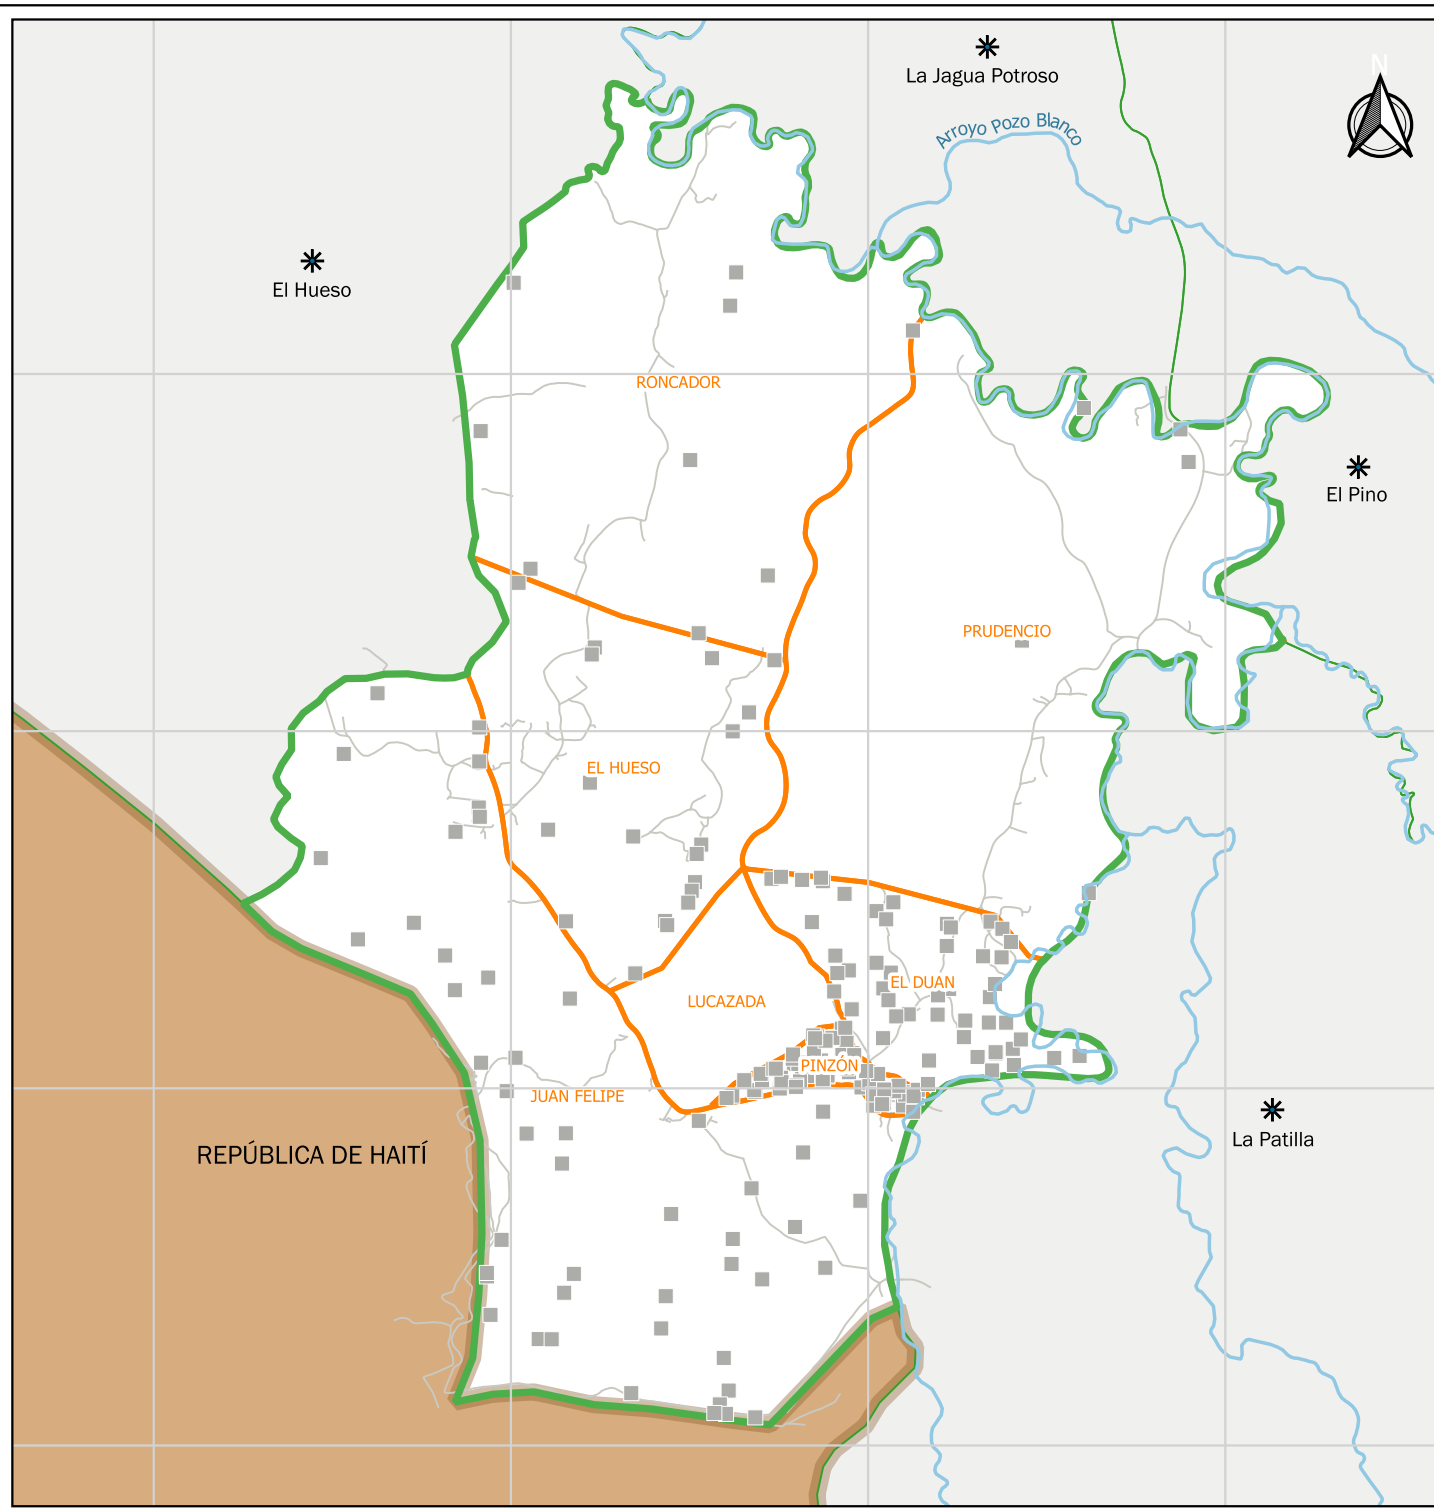 La Jagua Potroso
N
Arroyo Pozo Blanco
El Hueso
RONCADOR
El Pino
PRUDENCIO
EL HUESO
EL DUAN
LUCAZADA
PINZÓN
JUAN FELIPE
La Patilla
REPÚBLICA DE HAITÍ